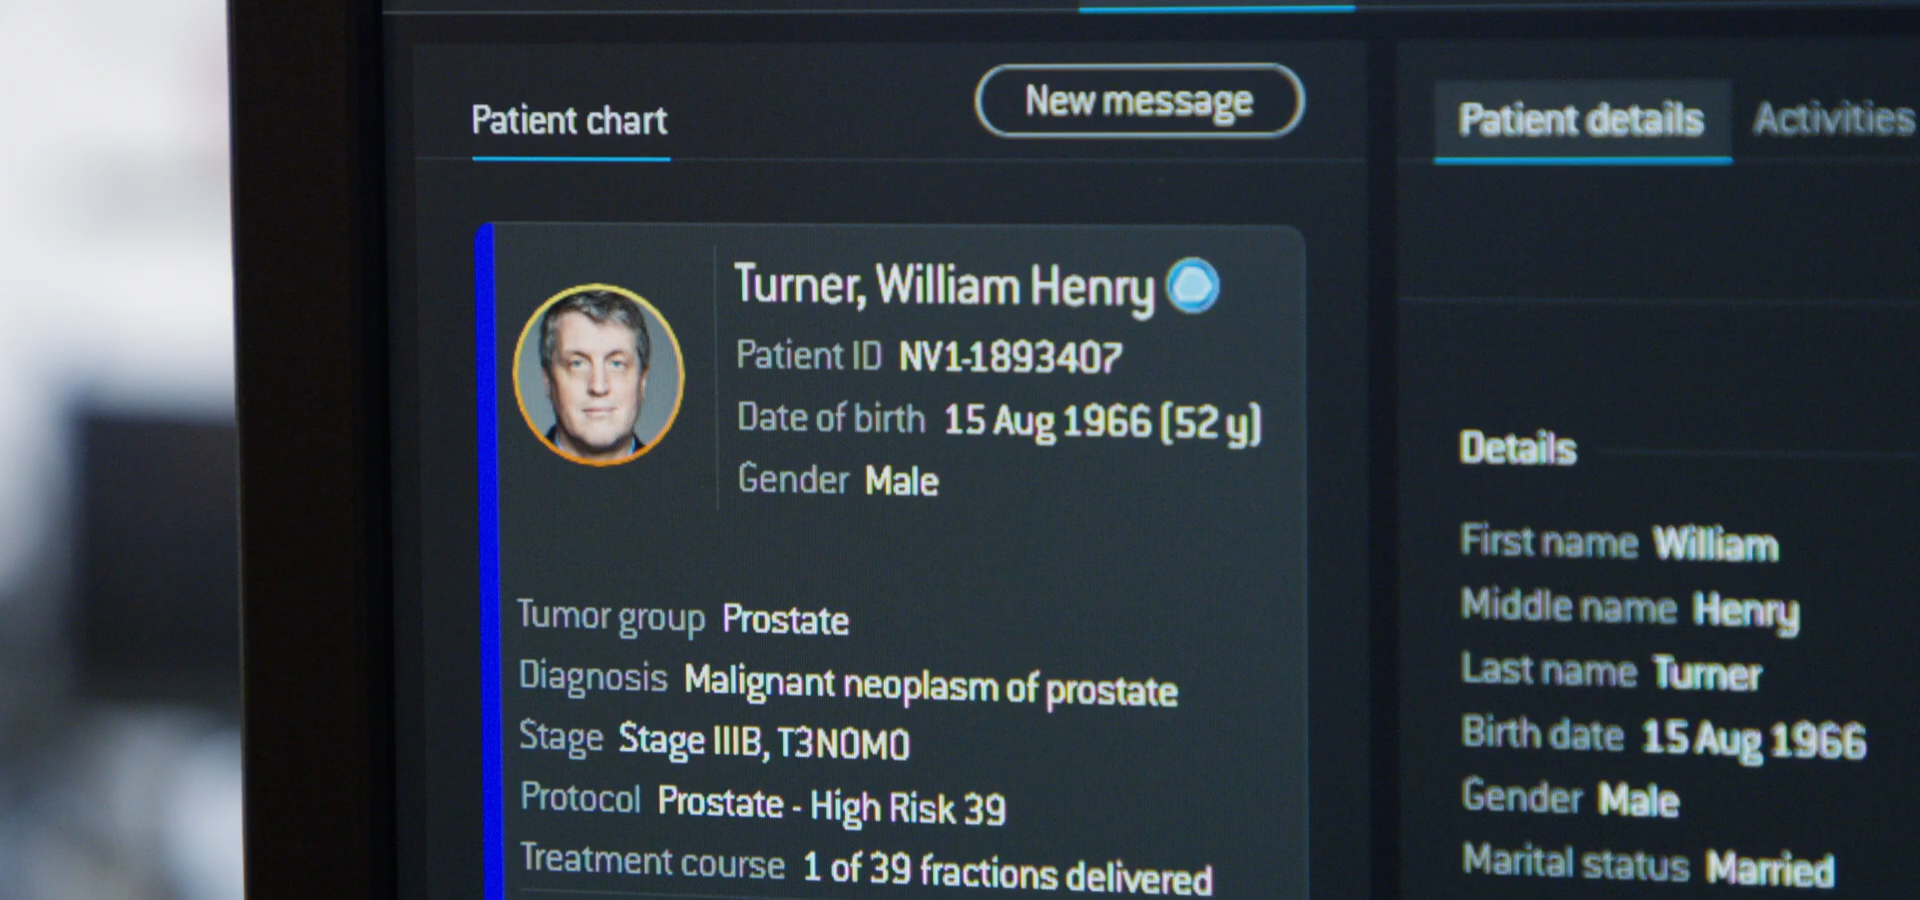 Patient chart
New message
Turner, William Henry
Patient ID NV1-1893407
Date of birth 15 Aug 1966 (52 y)
Gender Male
Tumor group Prostate
Diagnosis Malignant neoplasm of prostate
Stage Stage IIIB, T3N0M0
Protocol Prostate - High Risk 39
Treatment course 1 of 39 fractions delivered
Patient details Activities
Details
First name William
Middle name Henry
Last name Turner
Birth date 15 Aug 1966
Gender Male
Marital status Married